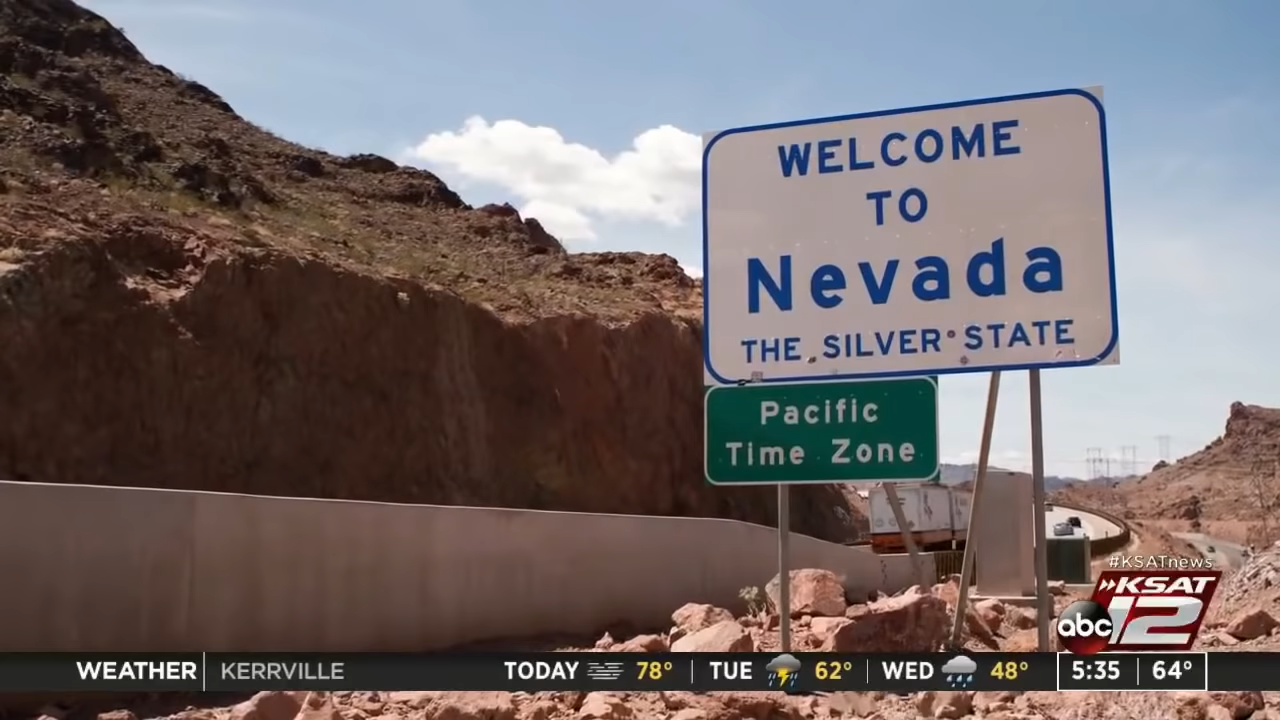 WELCOME
TO
Nevada
THE SILVER STATE
Pacific
Time Zone
#KSATnews
KSAT
abc 12
WEATHER KERRVILLE TODAY 78° TUE 62° WED 48° 5:35 64°